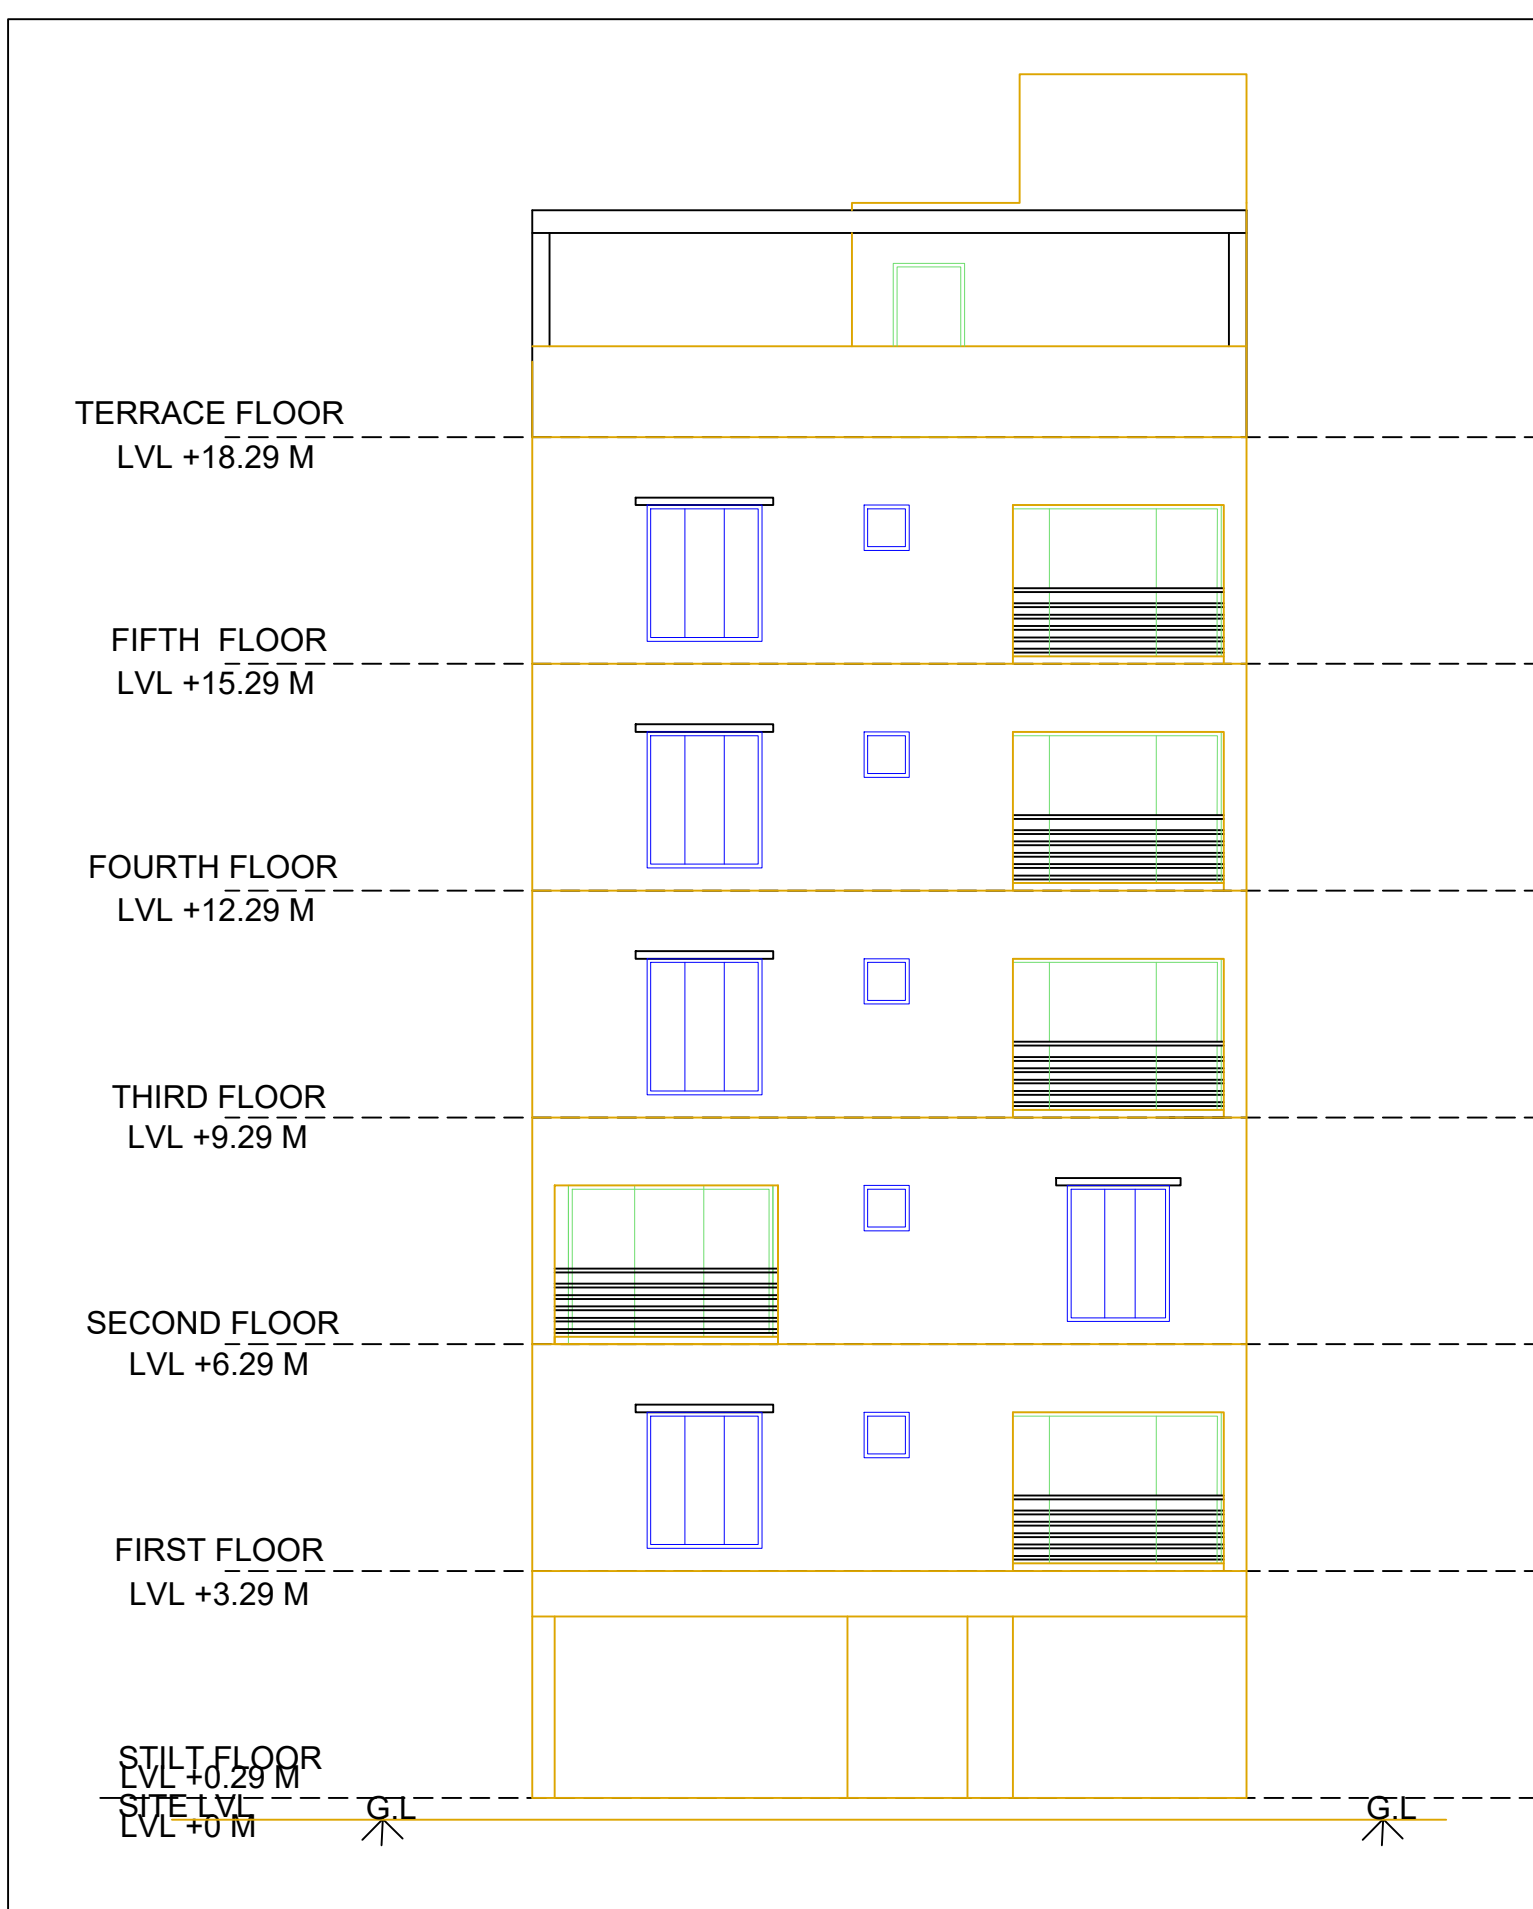 TERRACE FLOOR
LVL +18.29 M
FIFTH FLOOR
LVL +15.29 M
FOURTH FLOOR
LVL +12.29 M
THIRD FLOOR
LVL +9.29 M
SECOND FLOOR
LVL +6.29 M
FIRST FLOOR
LVL +3.29 M
STILT FLOOR
LVL +0.29 M
SITE LVL
LVL +0 M
G.L
G.L